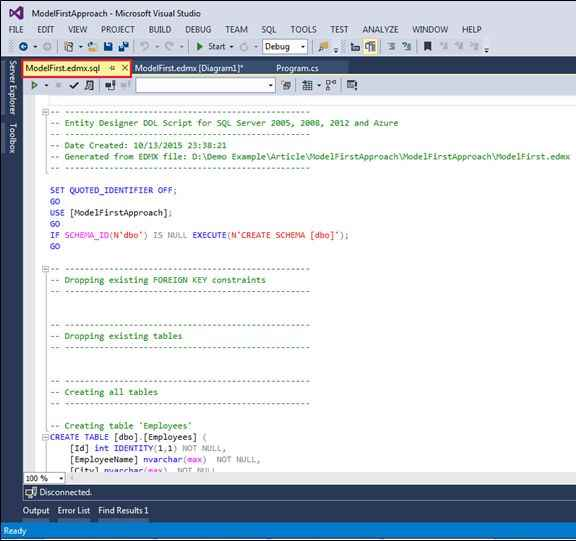 ModelFirstApproach - Microsoft Visual Studio
FILE EDIT VIEW PROJECT BUILD DEBUG TEAM SQL TOOLS TEST ANALYZE WINDOW HELP
Start Debug
ModelFirst.edmx.sql ModelFirst.edmx [Diagram1]* Program.cs
Server Explorer
Toolbox
-- --------------------------------------------------
-- Entity Designer DDL Script for SQL Server 2005, 2008, 2012 and Azure
-- --------------------------------------------------
-- Date Created: 10/13/2015 23:38:21
-- Generated from EDMX file: D:\Demo Example\Article\ModelFirstApproach\ModelFirstApproach\ModelFirst.edmx
-- --------------------------------------------------
SET QUOTED_IDENTIFIER OFF;
GO
USE [ModelFirstApproach];
GO
IF SCHEMA_ID(N'dbo') IS NULL EXECUTE(N'CREATE SCHEMA [dbo]');
GO
-- --------------------------------------------------
-- Dropping existing FOREIGN KEY constraints
-- --------------------------------------------------
-- --------------------------------------------------
-- Dropping existing tables
-- --------------------------------------------------
-- --------------------------------------------------
-- Creating all tables
-- --------------------------------------------------
-- Creating table 'Employees'
CREATE TABLE [dbo].[Employees] (
[Id] int IDENTITY(1,1) NOT NULL,
[EmployeeName] nvarchar(max) NOT NULL,
[City] nvarchar(max) NOT NULL,
100 %
Disconnected.
Output Error List Find Results 1
Ready